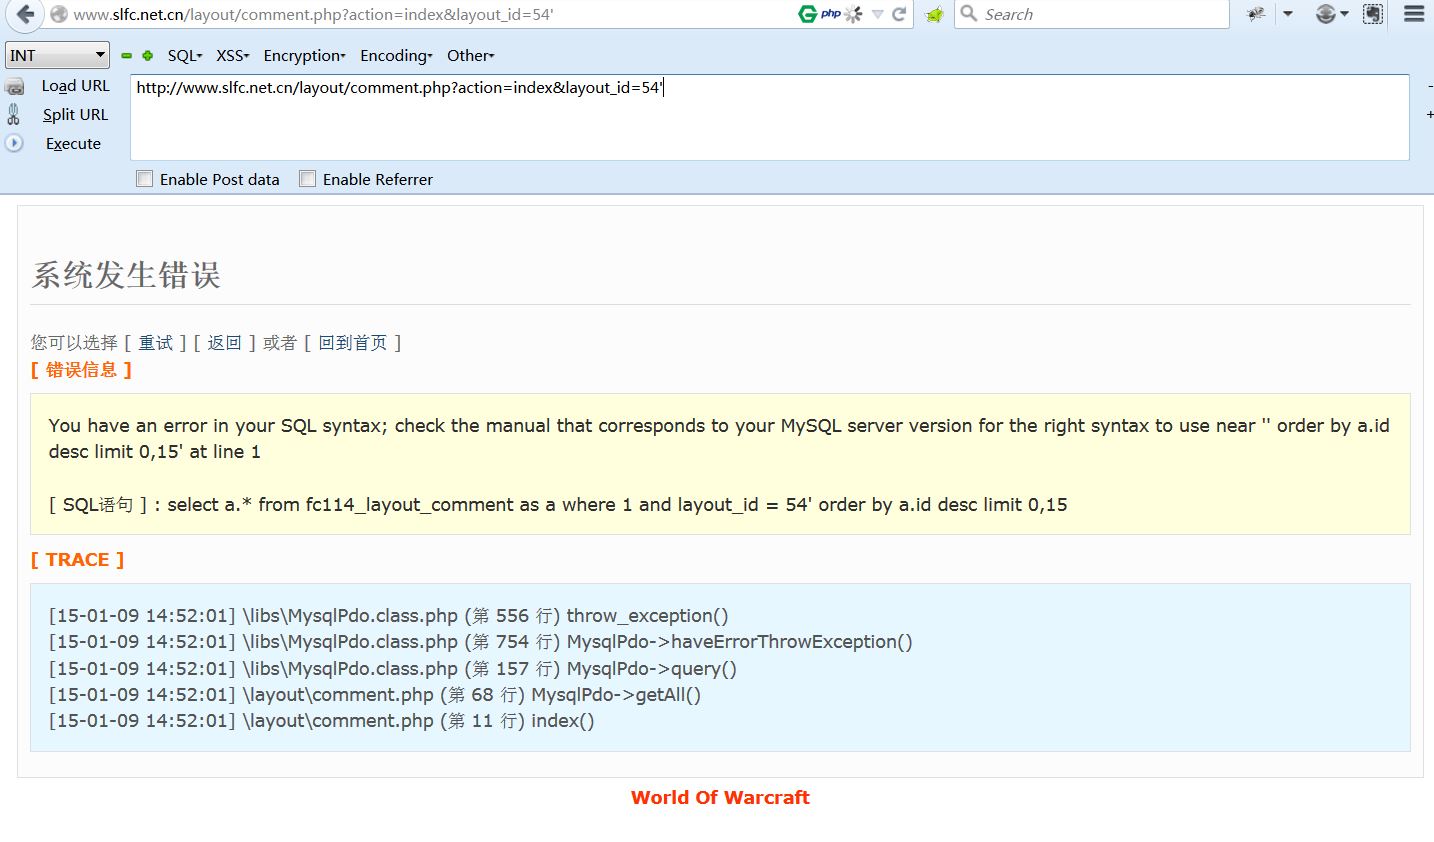 www.slfc.net.cn/layout/comment.php?action=index&layout_id=54'
php
Search
INT
SQL XSS Encryption Encoding Other
Load URL
http://www.slfc.net.cn/layout/comment.php?action=index&layout_id=54'
Split URL
Execute
Enable Post data Enable Referrer
系统发生错误
您可以选择 [ 重试 ] [ 返回 ] 或者 [ 回到首页 ]
[ 错误信息 ]
You have an error in your SQL syntax; check the manual that corresponds to your MySQL server version for the right syntax to use near '' order by a.id
desc limit 0,15' at line 1
[ SQL语句 ] : select a.* from fc114_layout_comment as a where 1 and layout_id = 54' order by a.id desc limit 0,15
[ TRACE ]
[15-01-09 14:52:01] \libs\MysqlPdo.class.php (第 556 行) throw_exception()
[15-01-09 14:52:01] \libs\MysqlPdo.class.php (第 754 行) MysqlPdo->haveErrorThrowException()
[15-01-09 14:52:01] \libs\MysqlPdo.class.php (第 157 行) MysqlPdo->query()
[15-01-09 14:52:01] \layout\comment.php (第 68 行) MysqlPdo->getAll()
[15-01-09 14:52:01] \layout\comment.php (第 11 行) index()
World Of Warcraft